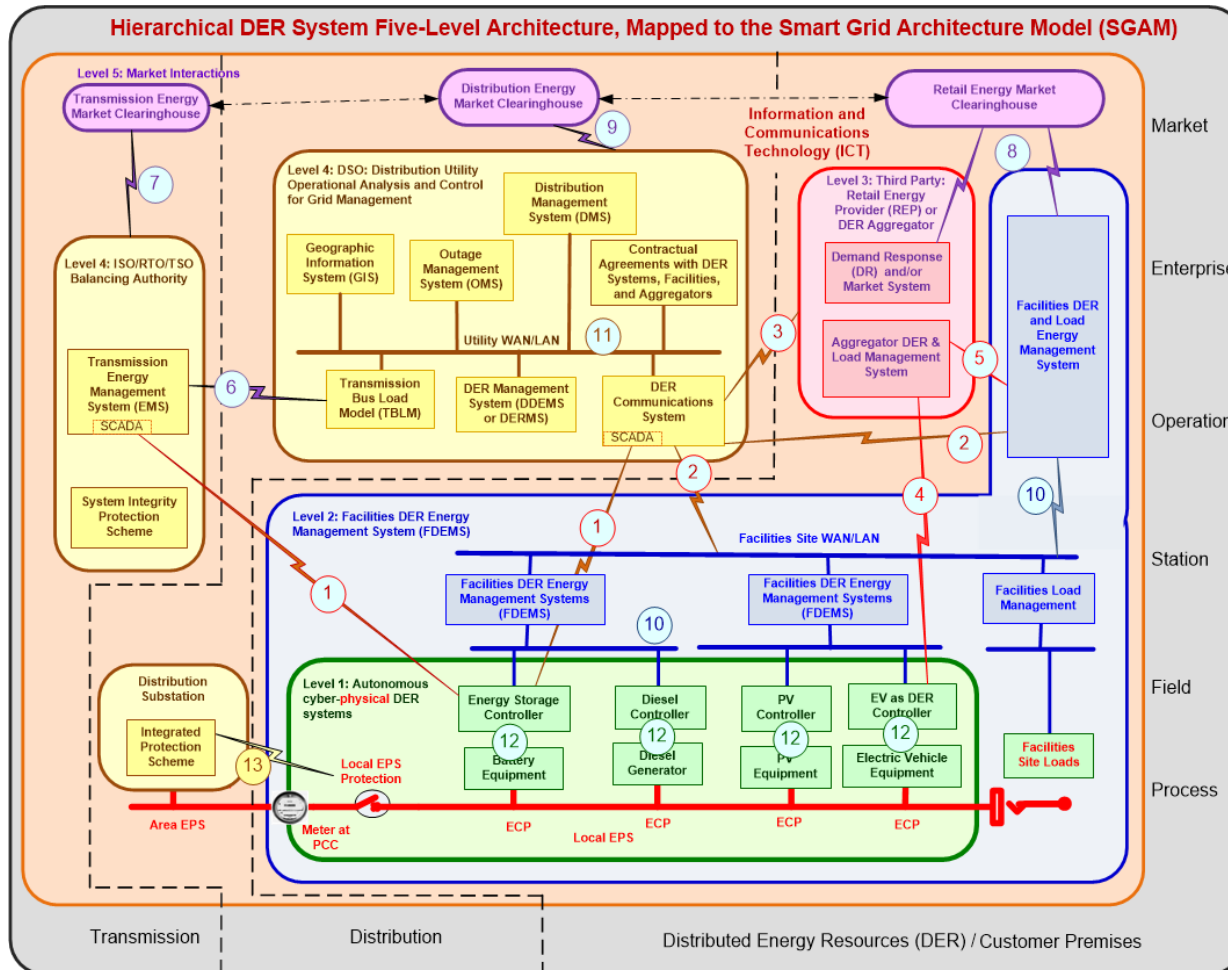 Hierarchical DER System Five-Level Architecture, Mapped to the Smart Grid Architecture Model (SGAM)
Level 5: Market Interactions
Transmission Energy
Market Clearinghouse
Distribution Energy
Market Clearinghouse
Retail Energy Market
Clearinghouse
Information and
Communications
Technology (ICT)
Market
9
8
7
Level 4: DSO: Distribution Utility
Operational Analysis and Control
for Grid Management
Distribution
Management
System (DMS)
Geographic
Information
System (GIS)
Outage
Management
System (OMS)
Contractual
Agreements with DER
Systems, Facilities,
and Aggregators
Utility WAN/LAN
11
Transmission
Bus Load
Model (TBLM)
DER Management
System (DDEMS
or DERMS)
DER
Communications
System
SCADA
Level 3: Third Party:
Retail Energy
Provider (REP) or
DER Aggregator
Demand Response
(DR) and/or
Market System
Aggregator DER &
Load Management
System
3
5
Facilities DER
and Load
Energy
Management
System
Enterprise
Level 4: ISO/RTO/TSO
Balancing Authority
Transmission
Energy
Management
System (EMS)
SCADA
System Integrity
Protection
Scheme
6
2
2
4
10
Operation
Level 2: Facilities DER Energy
Management System (FDEMS)
1
1
Facilities Site WAN/LAN
Station
Facilities DER Energy
Management Systems
(FDEMS)
Facilities DER Energy
Management Systems
(FDEMS)
Facilities Load
Management
10
Level 1: Autonomous
cyber-physical DER
systems
Energy Storage
Controller
Diesel
Controller
PV
Controller
EV as DER
Controller
Field
12
12
12
12
Battery
Equipment
Diesel
Generator
PV
Equipment
Electric Vehicle
Equipment
Facilities
Site Loads
Distribution
Substation
Integrated
Protection
Scheme
13
Local EPS
Protection
Process
Area EPS
Meter at
PCC
ECP
ECP
Local EPS
ECP
ECP
Transmission
Distribution
Distributed Energy Resources (DER) / Customer Premises